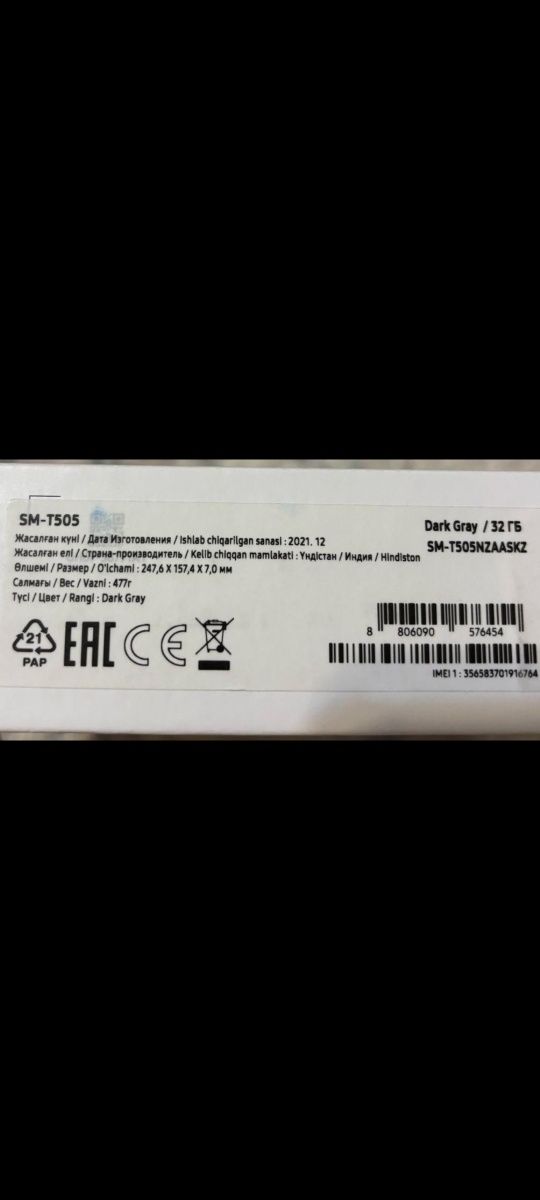 SM-T505
Жасалған күні / Дата Изготовления / Ishlab chiqarilgan sanasi : 2021. 12
Жасалған елі / Страна-производитель / Kelib chiqqan mamlakati : Үндістан / Индия / Hindiston
Өлшемі / Размер / O'lchami : 247,6 X 157,4 X 7,0 мм
Салмағы / Вес / Vazni : 477г
Түсі / Цвет / Rangi : Dark Gray
21
PAP
EAC
CE
Dark Gray / 32 ГБ
SM-T505NZAASKZ
8 806090 576454
IMEI 1 : 356583701916764